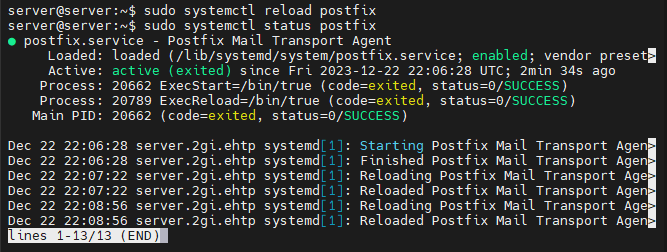 server@server:~$ sudo systemctl reload postfix
server@server:~$ sudo systemctl status postfix
● postfix.service - Postfix Mail Transport Agent
     Loaded: loaded (/lib/systemd/system/postfix.service; enabled; vendor preset>
     Active: active (exited) since Fri 2023-12-22 22:06:28 UTC; 2min 34s ago
    Process: 20662 ExecStart=/bin/true (code=exited, status=0/SUCCESS)
    Process: 20789 ExecReload=/bin/true (code=exited, status=0/SUCCESS)
   Main PID: 20662 (code=exited, status=0/SUCCESS)

Dec 22 22:06:28 server.2gi.ehtp systemd[1]: Starting Postfix Mail Transport Agen>
Dec 22 22:06:28 server.2gi.ehtp systemd[1]: Finished Postfix Mail Transport Agen>
Dec 22 22:07:22 server.2gi.ehtp systemd[1]: Reloading Postfix Mail Transport Age>
Dec 22 22:07:22 server.2gi.ehtp systemd[1]: Reloaded Postfix Mail Transport Agen>
Dec 22 22:08:56 server.2gi.ehtp systemd[1]: Reloading Postfix Mail Transport Age>
Dec 22 22:08:56 server.2gi.ehtp systemd[1]: Reloaded Postfix Mail Transport Agen>
lines 1-13/13 (END)